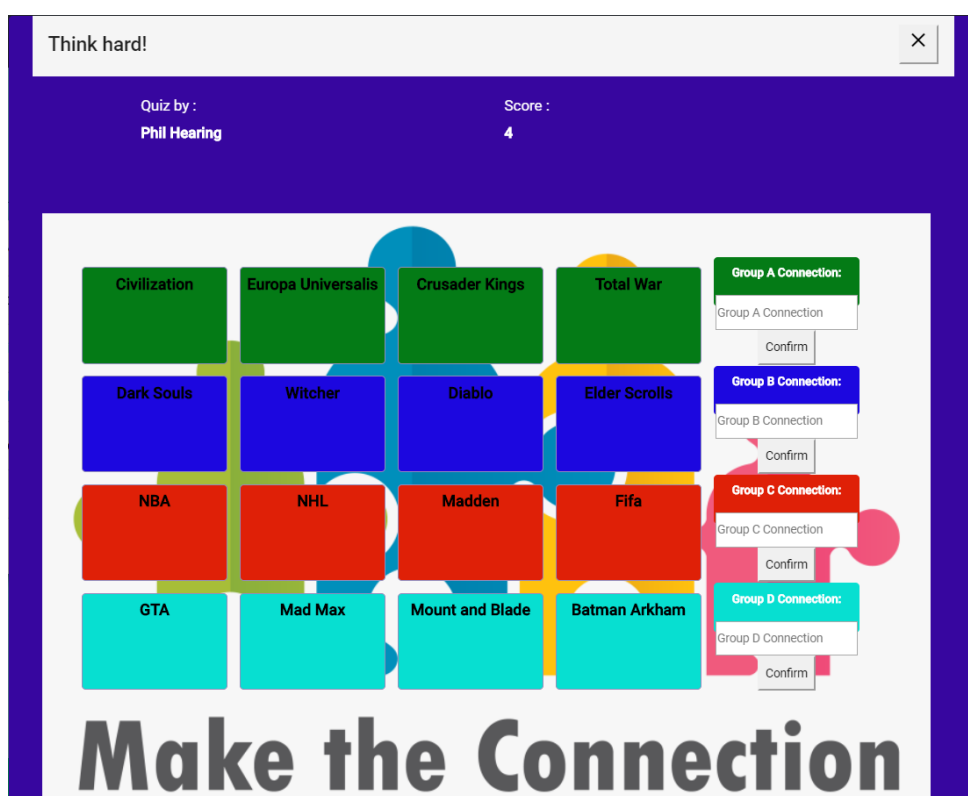 Think hard!
Quiz by :
Score :
Phil Hearing
4
Civilization
Europa Universalis
Crusader Kings
Total War
Group A Connection:
Group A Connection
Confirm
Dark Souls
Witcher
Diablo
Elder Scrolls
Group B Connection:
Group B Connection
Confirm
NBA
NHL
Madden
Fifa
Group C Connection:
Group C Connection
Confirm
GTA
Mad Max
Mount and Blade
Batman Arkham
Group D Connection:
Group D Connection
Confirm
Make the Connection